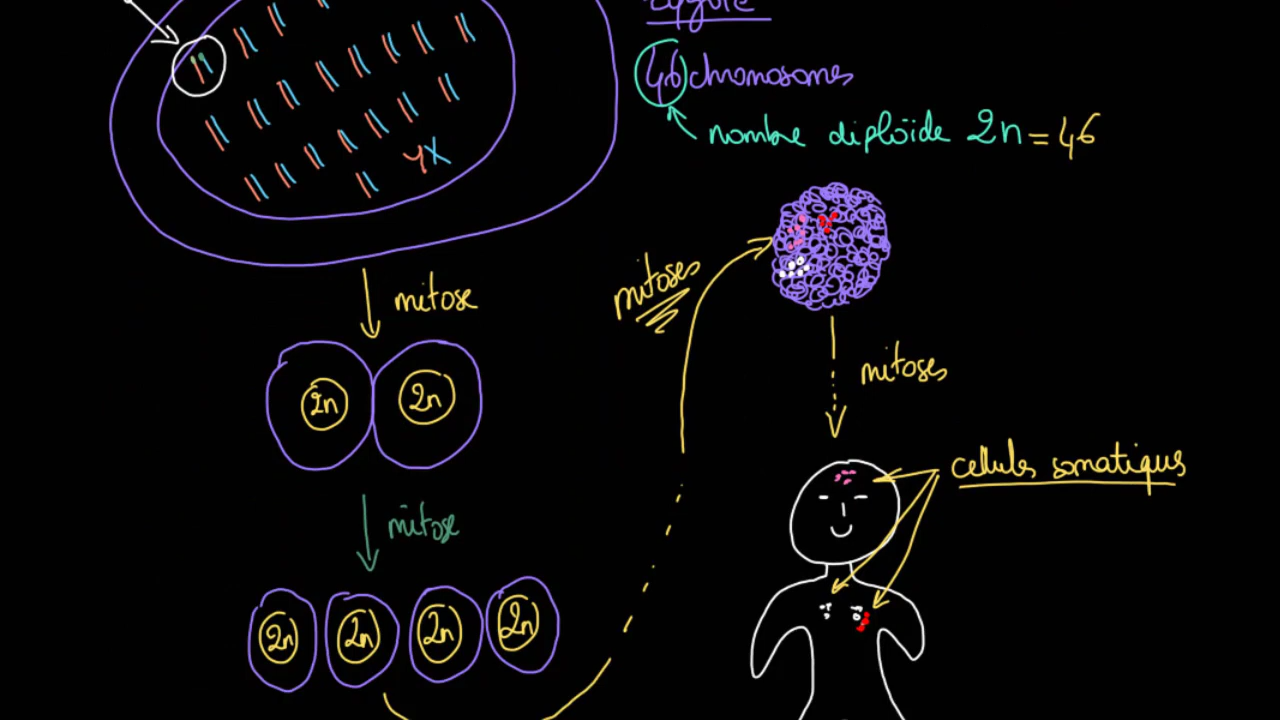 zygote
46 chromosomes
nombre diploïde 2n = 46
YX
mitose
mitoses
2n 2n
mitoses
cellules somatiques
mitose
2n 2n 2n 2n